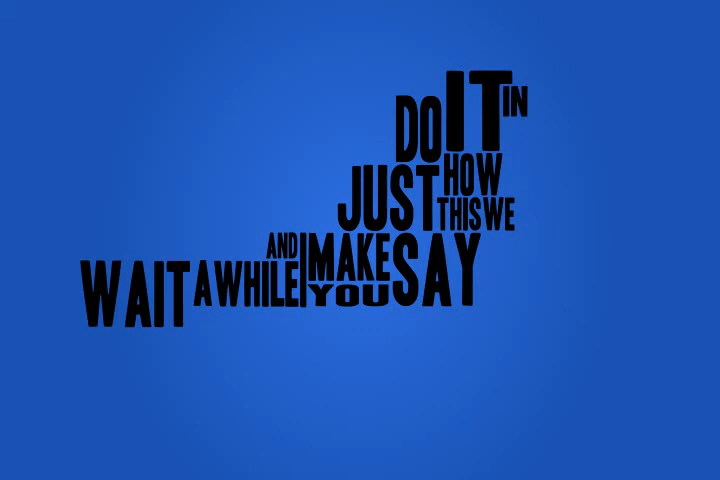 DO IT IN
JUST HOW
THIS WE
AND I MAKE SAY
WAIT A WHILE YOU